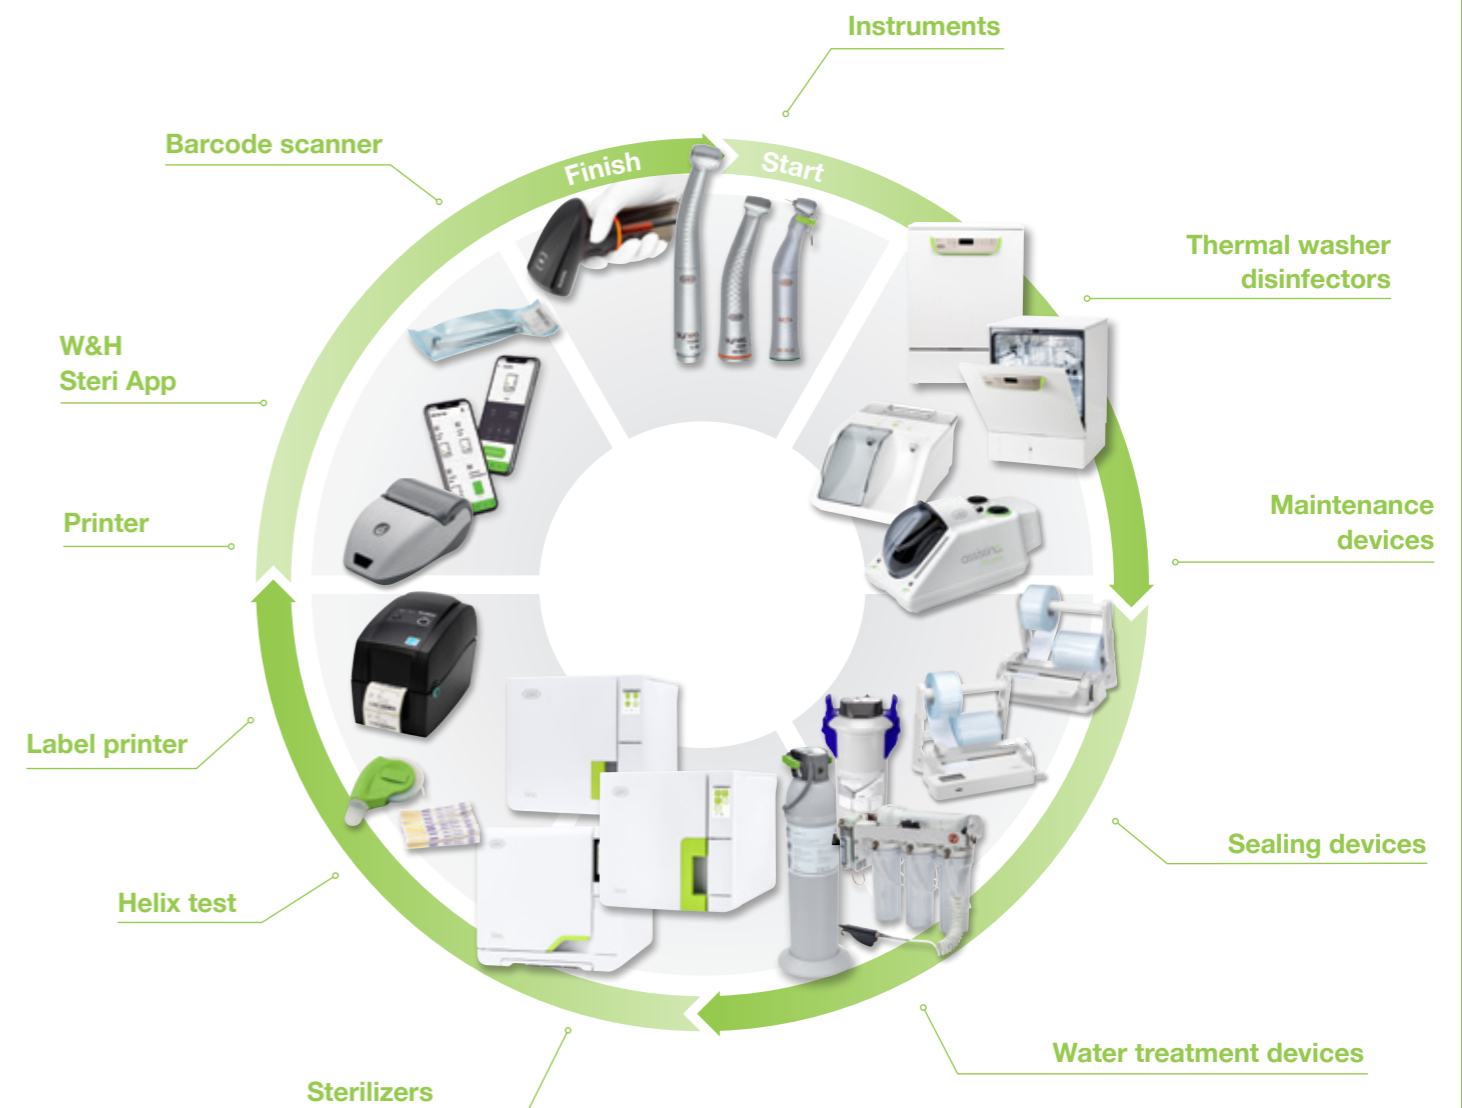 Instruments
Barcode scanner
Finish
Start
Thermal washer
disinfectors
W&H
Steri App
Printer
Maintenance
devices
Label printer
Sealing devices
Helix test
Water treatment devices
Sterilizers